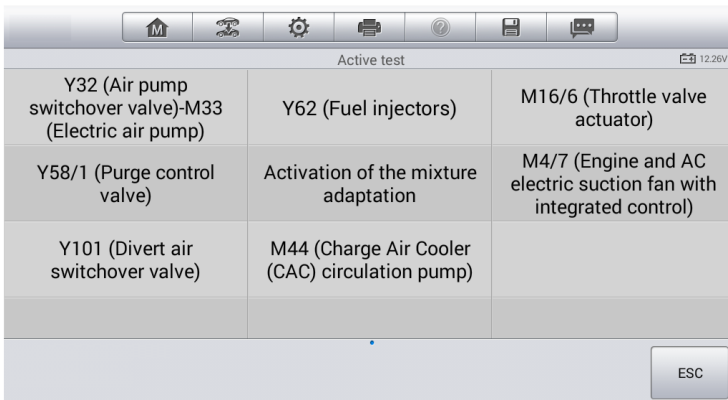 M
Active test
12.26V
Y32 (Air pump
switchover valve)-M33
(Electric air pump)
Y62 (Fuel injectors)
M16/6 (Throttle valve
actuator)
Y58/1 (Purge control
valve)
Activation of the mixture
adaptation
M4/7 (Engine and AC
electric suction fan with
integrated control)
Y101 (Divert air
switchover valve)
M44 (Charge Air Cooler
(CAC) circulation pump)
ESC